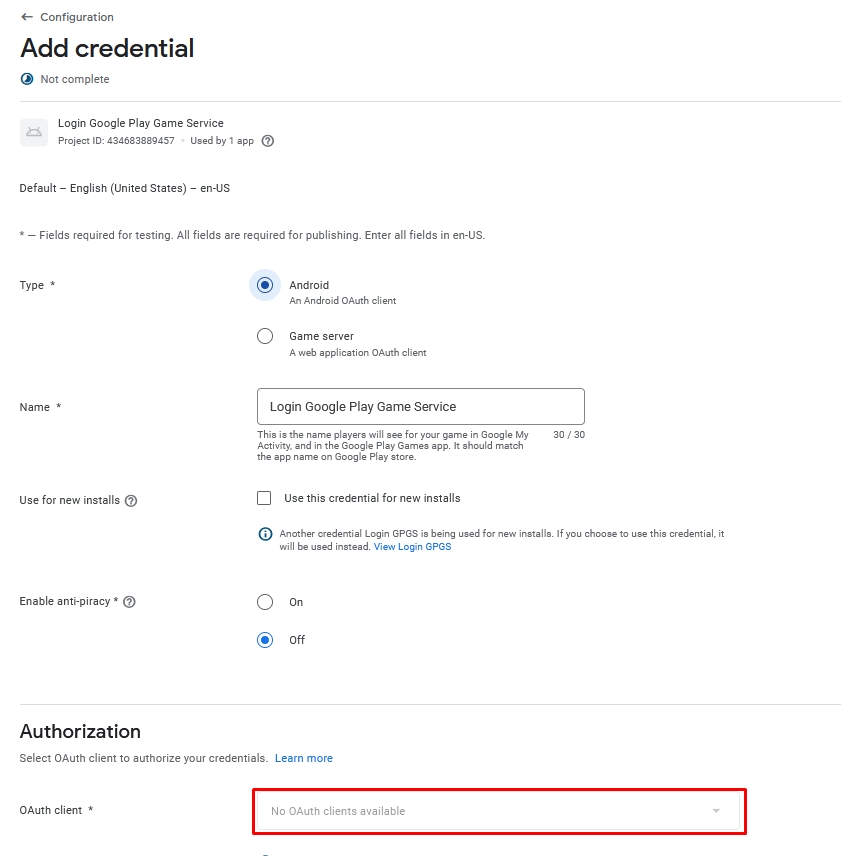 ← Configuration
Add credential
Not complete
Login Google Play Game Service
Project ID: 434683889457 • Used by 1 app ?
Default – English (United States) – en-US
* — Fields required for testing. All fields are required for publishing. Enter all fields in en-US.
Type *
Android
An Android OAuth client
Game server
A web application OAuth client
Name *
Login Google Play Game Service
This is the name players will see for your game in Google My
Activity, and in the Google Play Games app. It should match
the app name on Google Play store.
30 / 30
Use for new installs ?
Use this credential for new installs
Another credential Login GPGS is being used for new installs. If you choose to use this credential, it
will be used instead. View Login GPGS
Enable anti-piracy * ?
On
Off
Authorization
Select OAuth client to authorize your credentials. Learn more
OAuth client *
No OAuth clients available